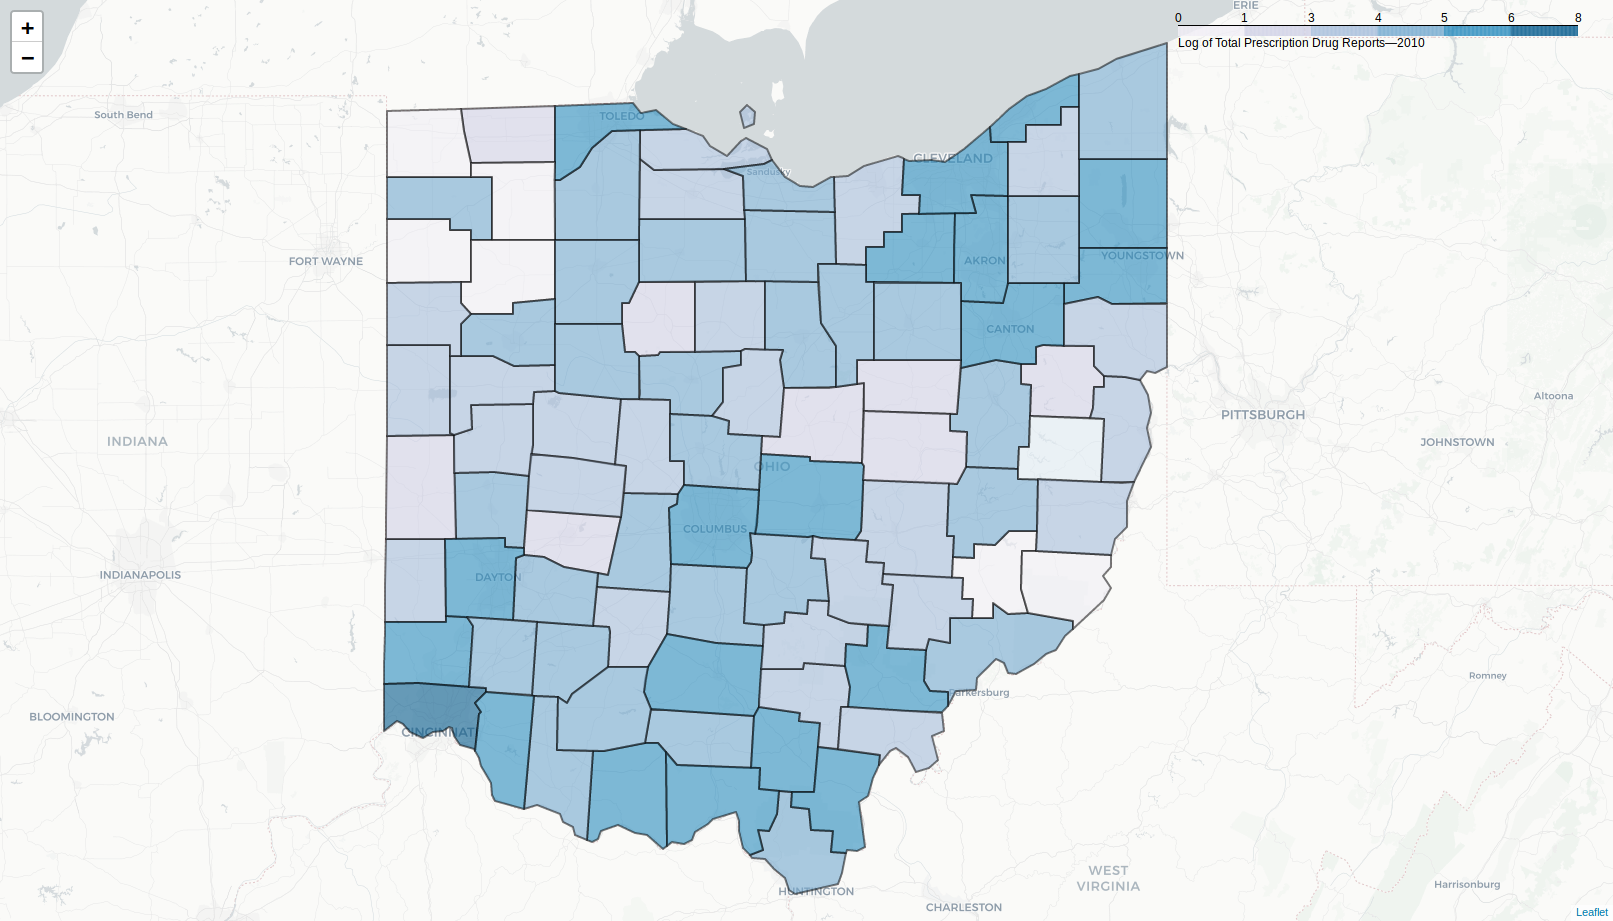 +
−
ERIE
0 1 3 4 5 6 8
Log of Total Prescription Drug Reports—2010
South Bend
TOLEDO
CLEVELAND
Sandusky
FORT WAYNE
AKRON
YOUNGSTOWN
CANTON
Altoona
PITTSBURGH
INDIANA
JOHNSTOWN
OHIO
COLUMBUS
INDIANAPOLIS
DAYTON
Romney
Parkersburg
BLOOMINGTON
CINCINNATI
WEST
VIRGINIA
Harrisonburg
HUNTINGTON
CHARLESTON
Leaflet